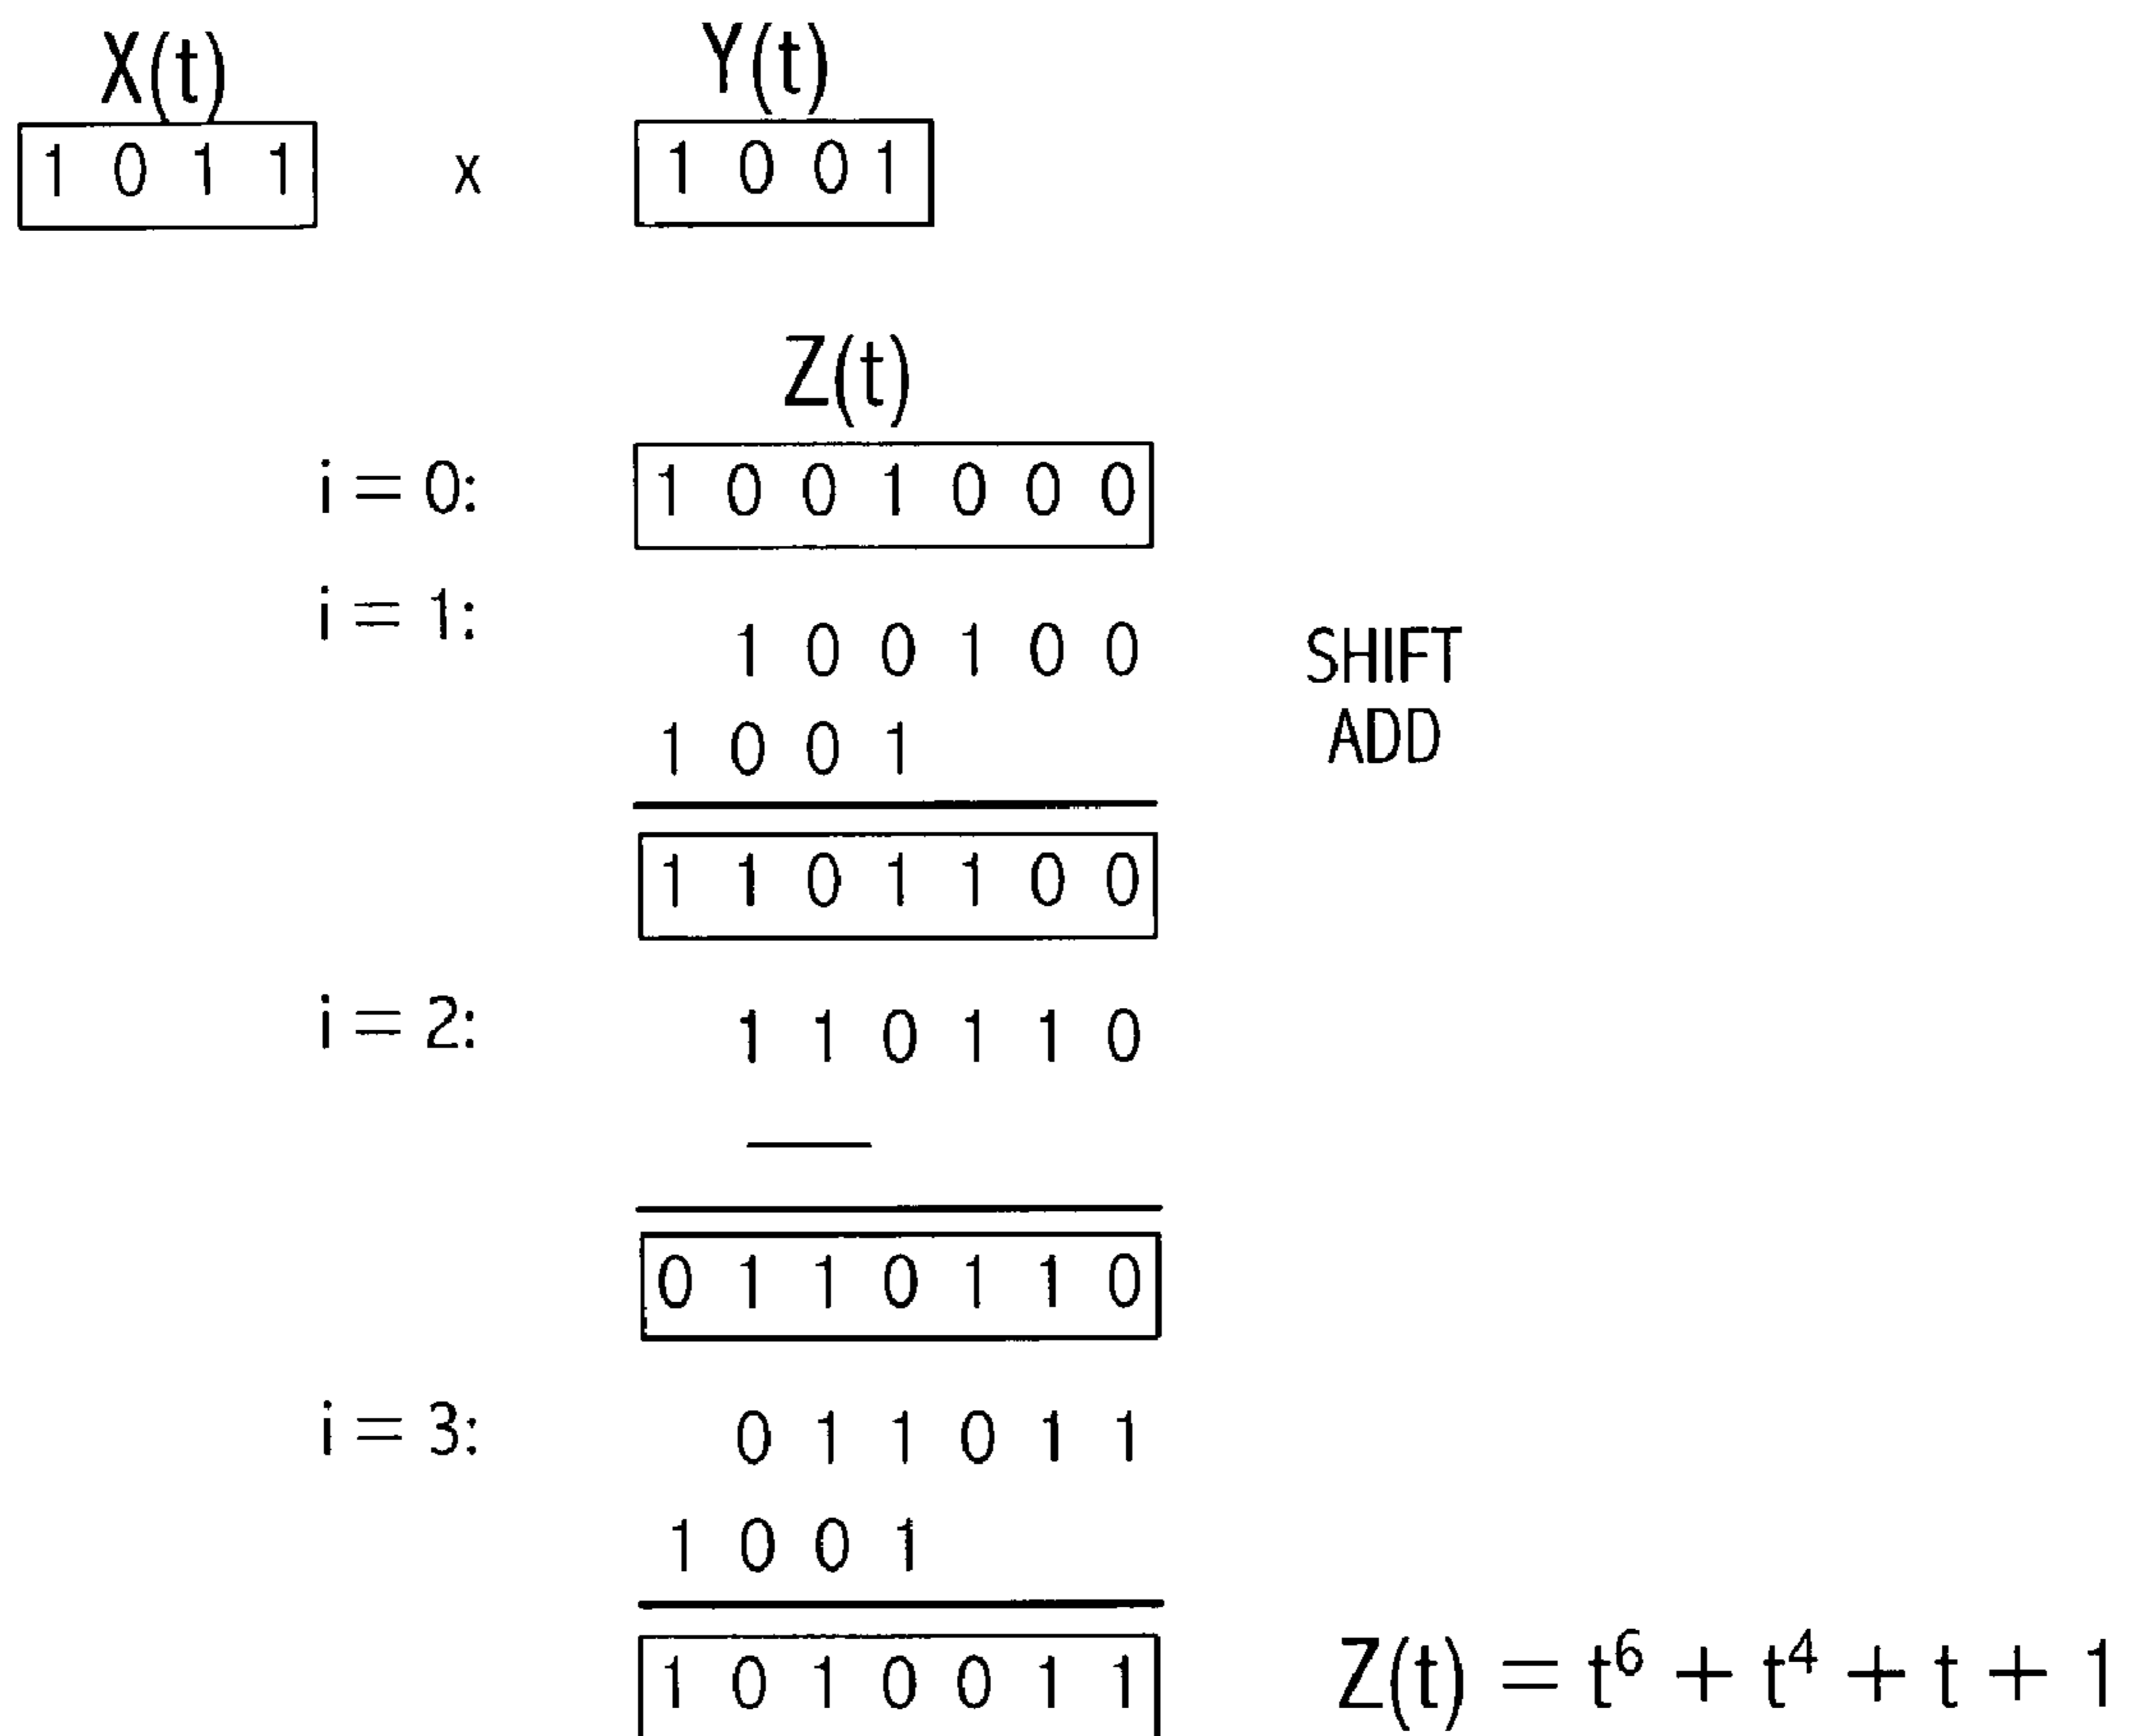 X(t) Y(t)
1 0 1 1 x 1 0 0 1
Z(t)
i = 0: 1 0 0 1 0 0 0
i = 1:
1 0 0 1 0 0 SHIFT
1 0 0 1 ADD
1 1 0 1 1 0 0
i = 2: 1 1 0 1 1 0
0 1 1 0 1 1 0
i = 3: 0 1 1 0 1 1
1 0 0 1
1 0 1 0 0 1 1 Z(t) = t⁶ + t⁴ + t + 1